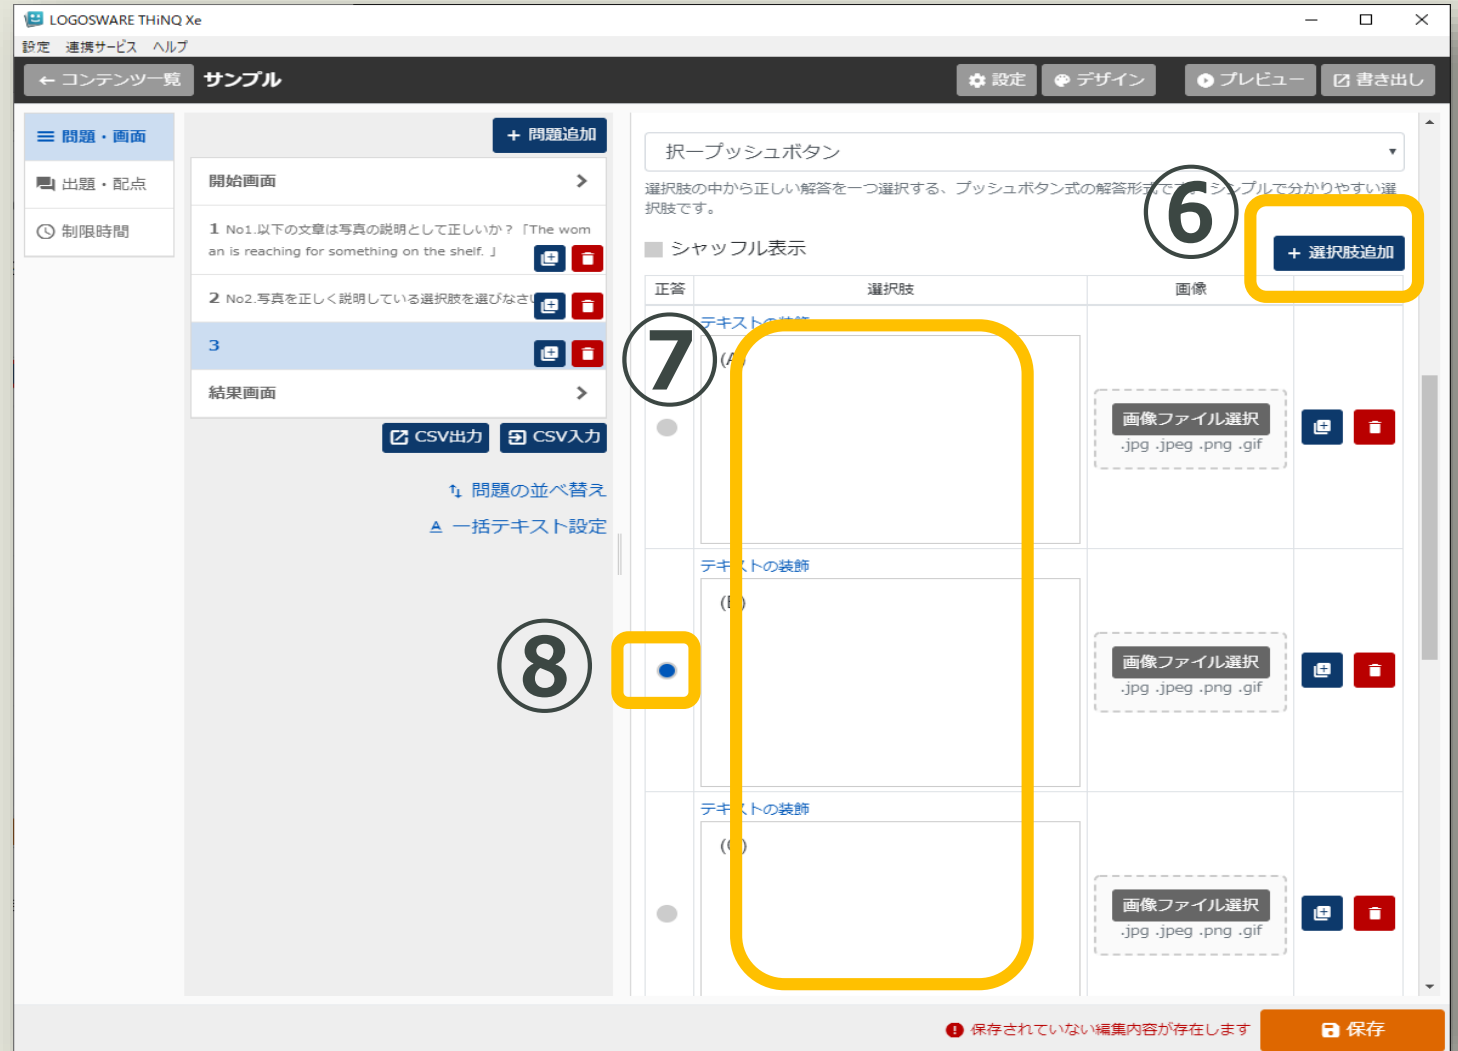 LOGOSWARE THiNQ Xe
設定 連携サービス ヘルプ
← コンテンツ一覧 サンプル 設定 デザイン プレビュー 書き出し
問題・画面
出題・配点
制限時間
+ 問題追加
開始画面
1 No1.以下の文章は写真の説明として正しいか？「The wom
an is reaching for something on the shelf. 」
2 No2.写真を正しく説明している選択肢を選びなさい
3
結果画面
CSV出力 CSV入力
問題の並べ替え
一括テキスト設定
択一プッシュボタン
選択肢の中から正しい解答を一つ選択する、プッシュボタン式の解答形式です。シンプルで分かりやすい選
択肢です。
⑥
シャッフル表示
+ 選択肢追加
正答 選択肢 画像
⑦
テキストの装飾
(A)
画像ファイル選択
.jpg .jpeg .png .gif
テキストの装飾
(B)
⑧
画像ファイル選択
.jpg .jpeg .png .gif
テキストの装飾
(C)
画像ファイル選択
.jpg .jpeg .png .gif
保存されていない編集内容が存在します
保存